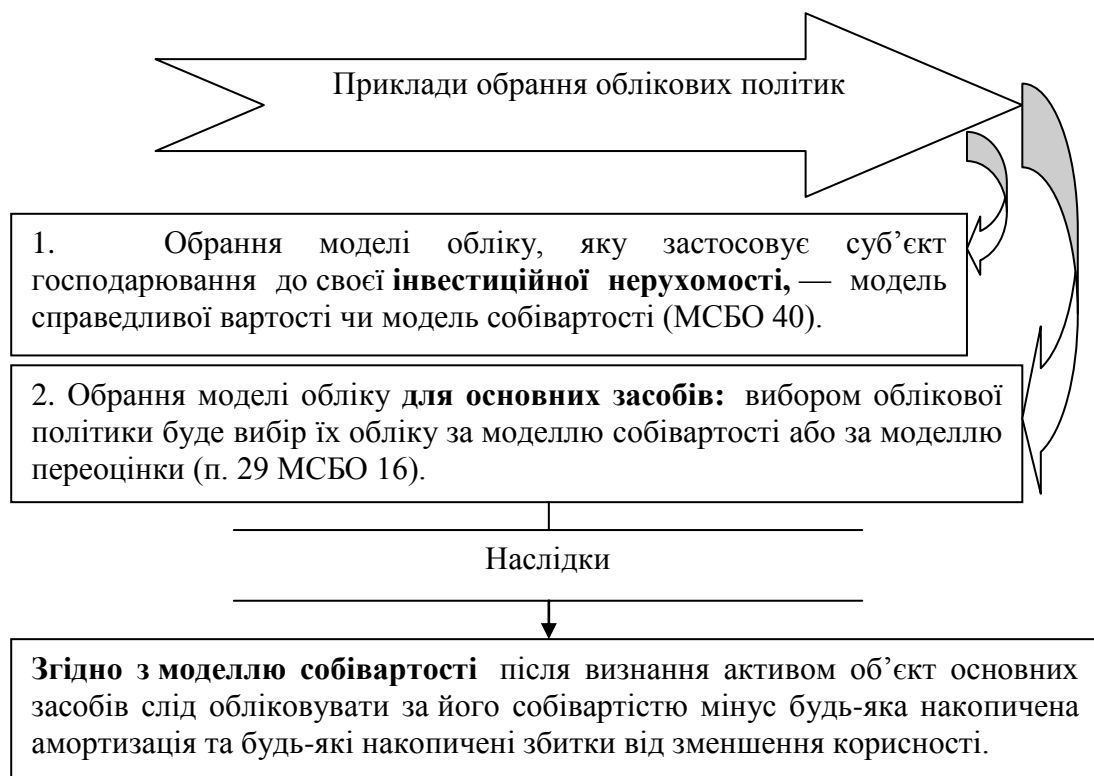 Приклади обрання облікових політик
1. Обрання моделі обліку, яку застосовує суб’єкт
господарювання до своєї інвестиційної нерухомості, — модель
справедливої вартості чи модель собівартості (МСБО 40).
2. Обрання моделі обліку для основних засобів: вибором облікової
політики буде вибір їх обліку за моделлю собівартості або за моделлю
переоцінки (п. 29 МСБО 16).
Наслідки
Згідно з моделлю собівартості після визнання активом об’єкт основних
засобів слід обліковувати за його собівартістю мінус будь-яка накопичена
амортизація та будь-які накопичені збитки від зменшення корисності.